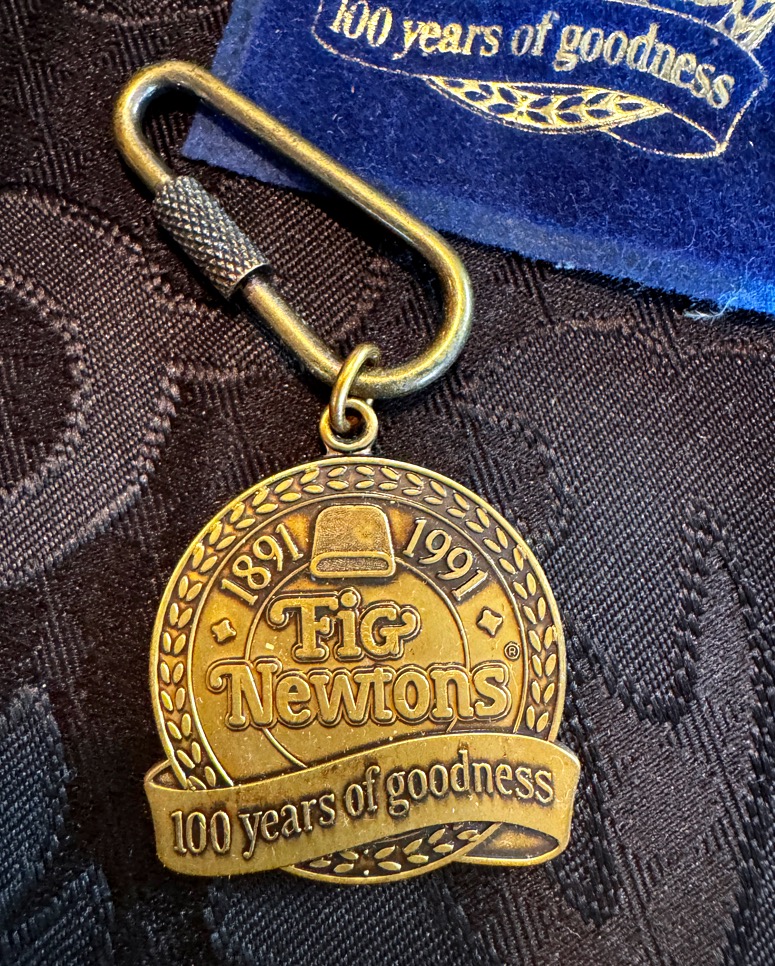 100 years of goodness
1891 1991
Fig
Newtons®
100 years of goodness